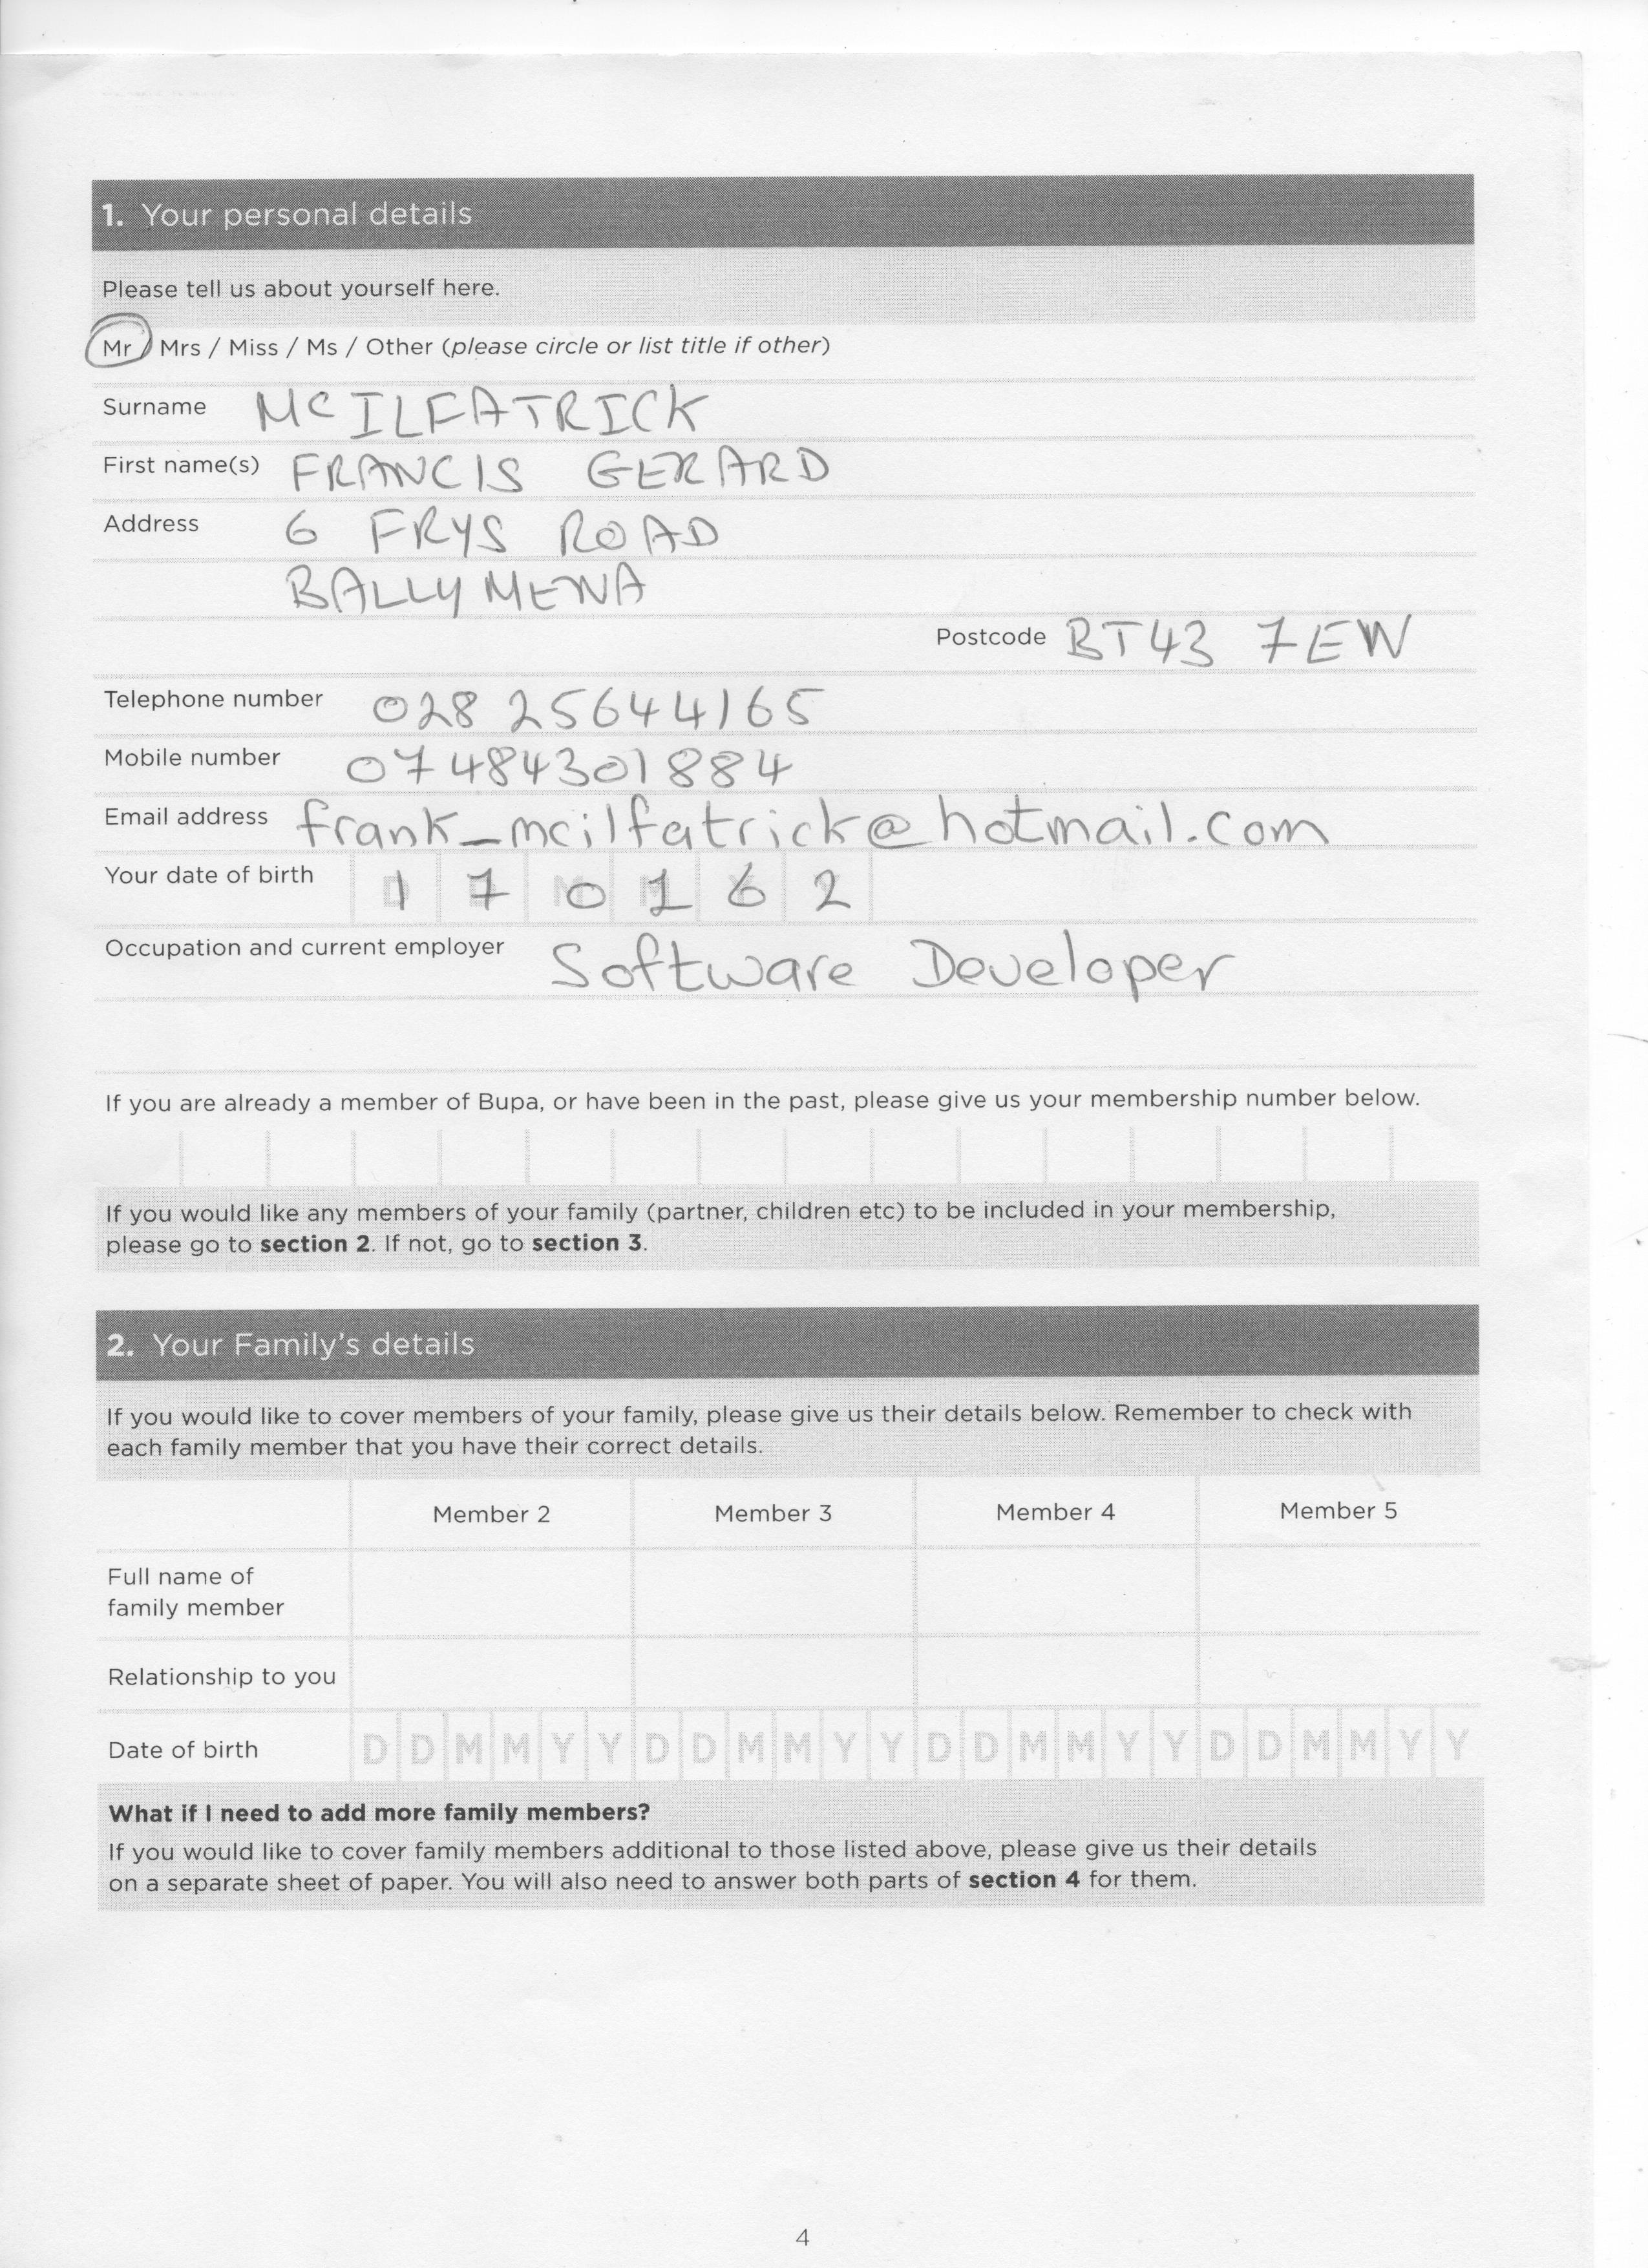 1. Your personal details
Please tell us about yourself here.
Mr / Mrs / Miss / Ms / Other (please circle or list title if other)
Surname MC ILFATRICK
First name(s) FRANCIS GERARD
Address 6 FRYS ROAD
BALLYMENA
Postcode BT43 7EW
Telephone number 028 25644165
Mobile number 07484301884
Email address frank_mcilfatrick@hotmail.com
Your date of birth 1 7 0 1 6 2
Occupation and current employer Software Developer
If you are already a member of Bupa, or have been in the past, please give us your membership number below.
If you would like any members of your family (partner, children etc) to be included in your membership,
please go to section 2. If not, go to section 3.
2. Your Family's details
If you would like to cover members of your family, please give us their details below. Remember to check with
each family member that you have their correct details.
Member 2 Member 3 Member 4 Member 5
Full name of
family member
Relationship to you
Date of birth D D M M Y Y D D M M Y Y D D M M Y Y D D M M Y Y
What if I need to add more family members?
If you would like to cover family members additional to those listed above, please give us their details
on a separate sheet of paper. You will also need to answer both parts of section 4 for them.
4